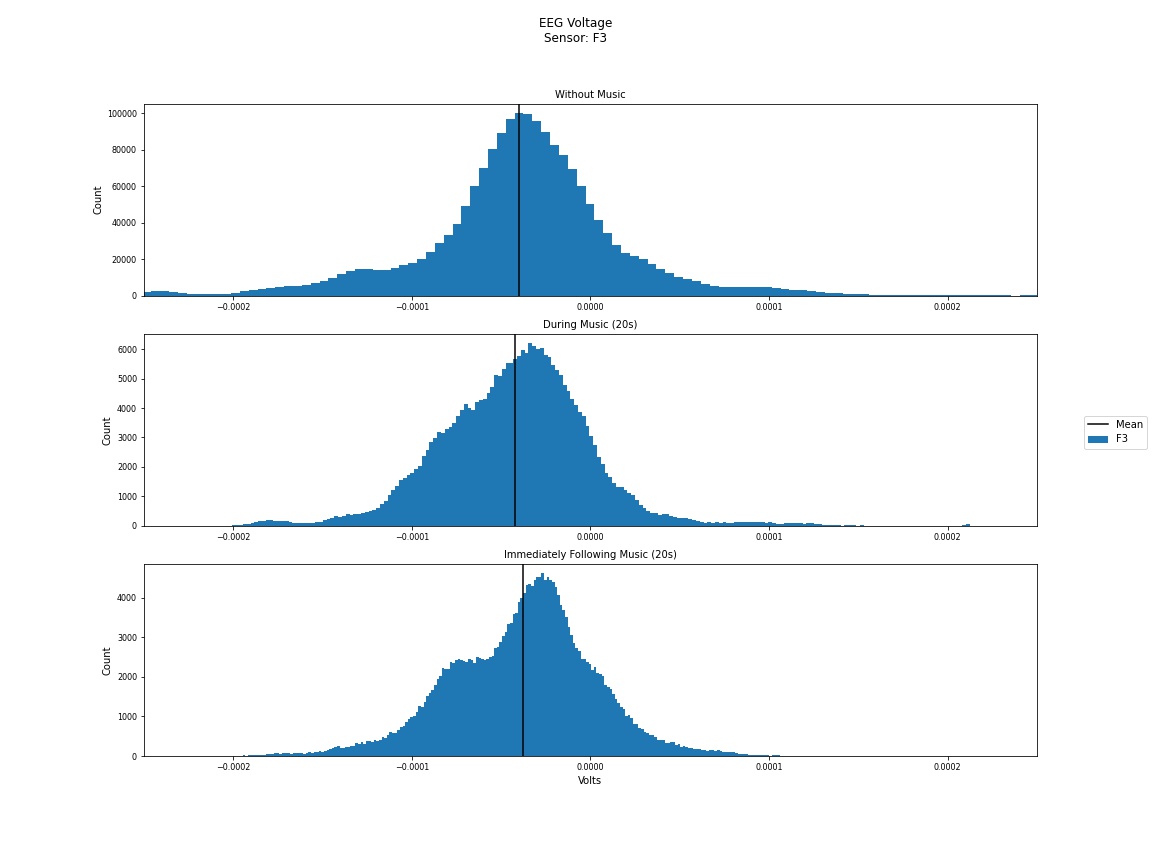 EEG Voltage
Sensor: F3
Without Music
100000
80000
60000
40000
20000
0
Count
−0.0002 −0.0001 0.0000 0.0001 0.0002
During Music (20s)
6000
5000
4000
3000
2000
1000
0
Count
−0.0002 −0.0001 0.0000 0.0001 0.0002
Mean
F3
Immediately Following Music (20s)
4000
3000
2000
1000
0
Count
−0.0002 −0.0001 0.0000 0.0001 0.0002
Volts